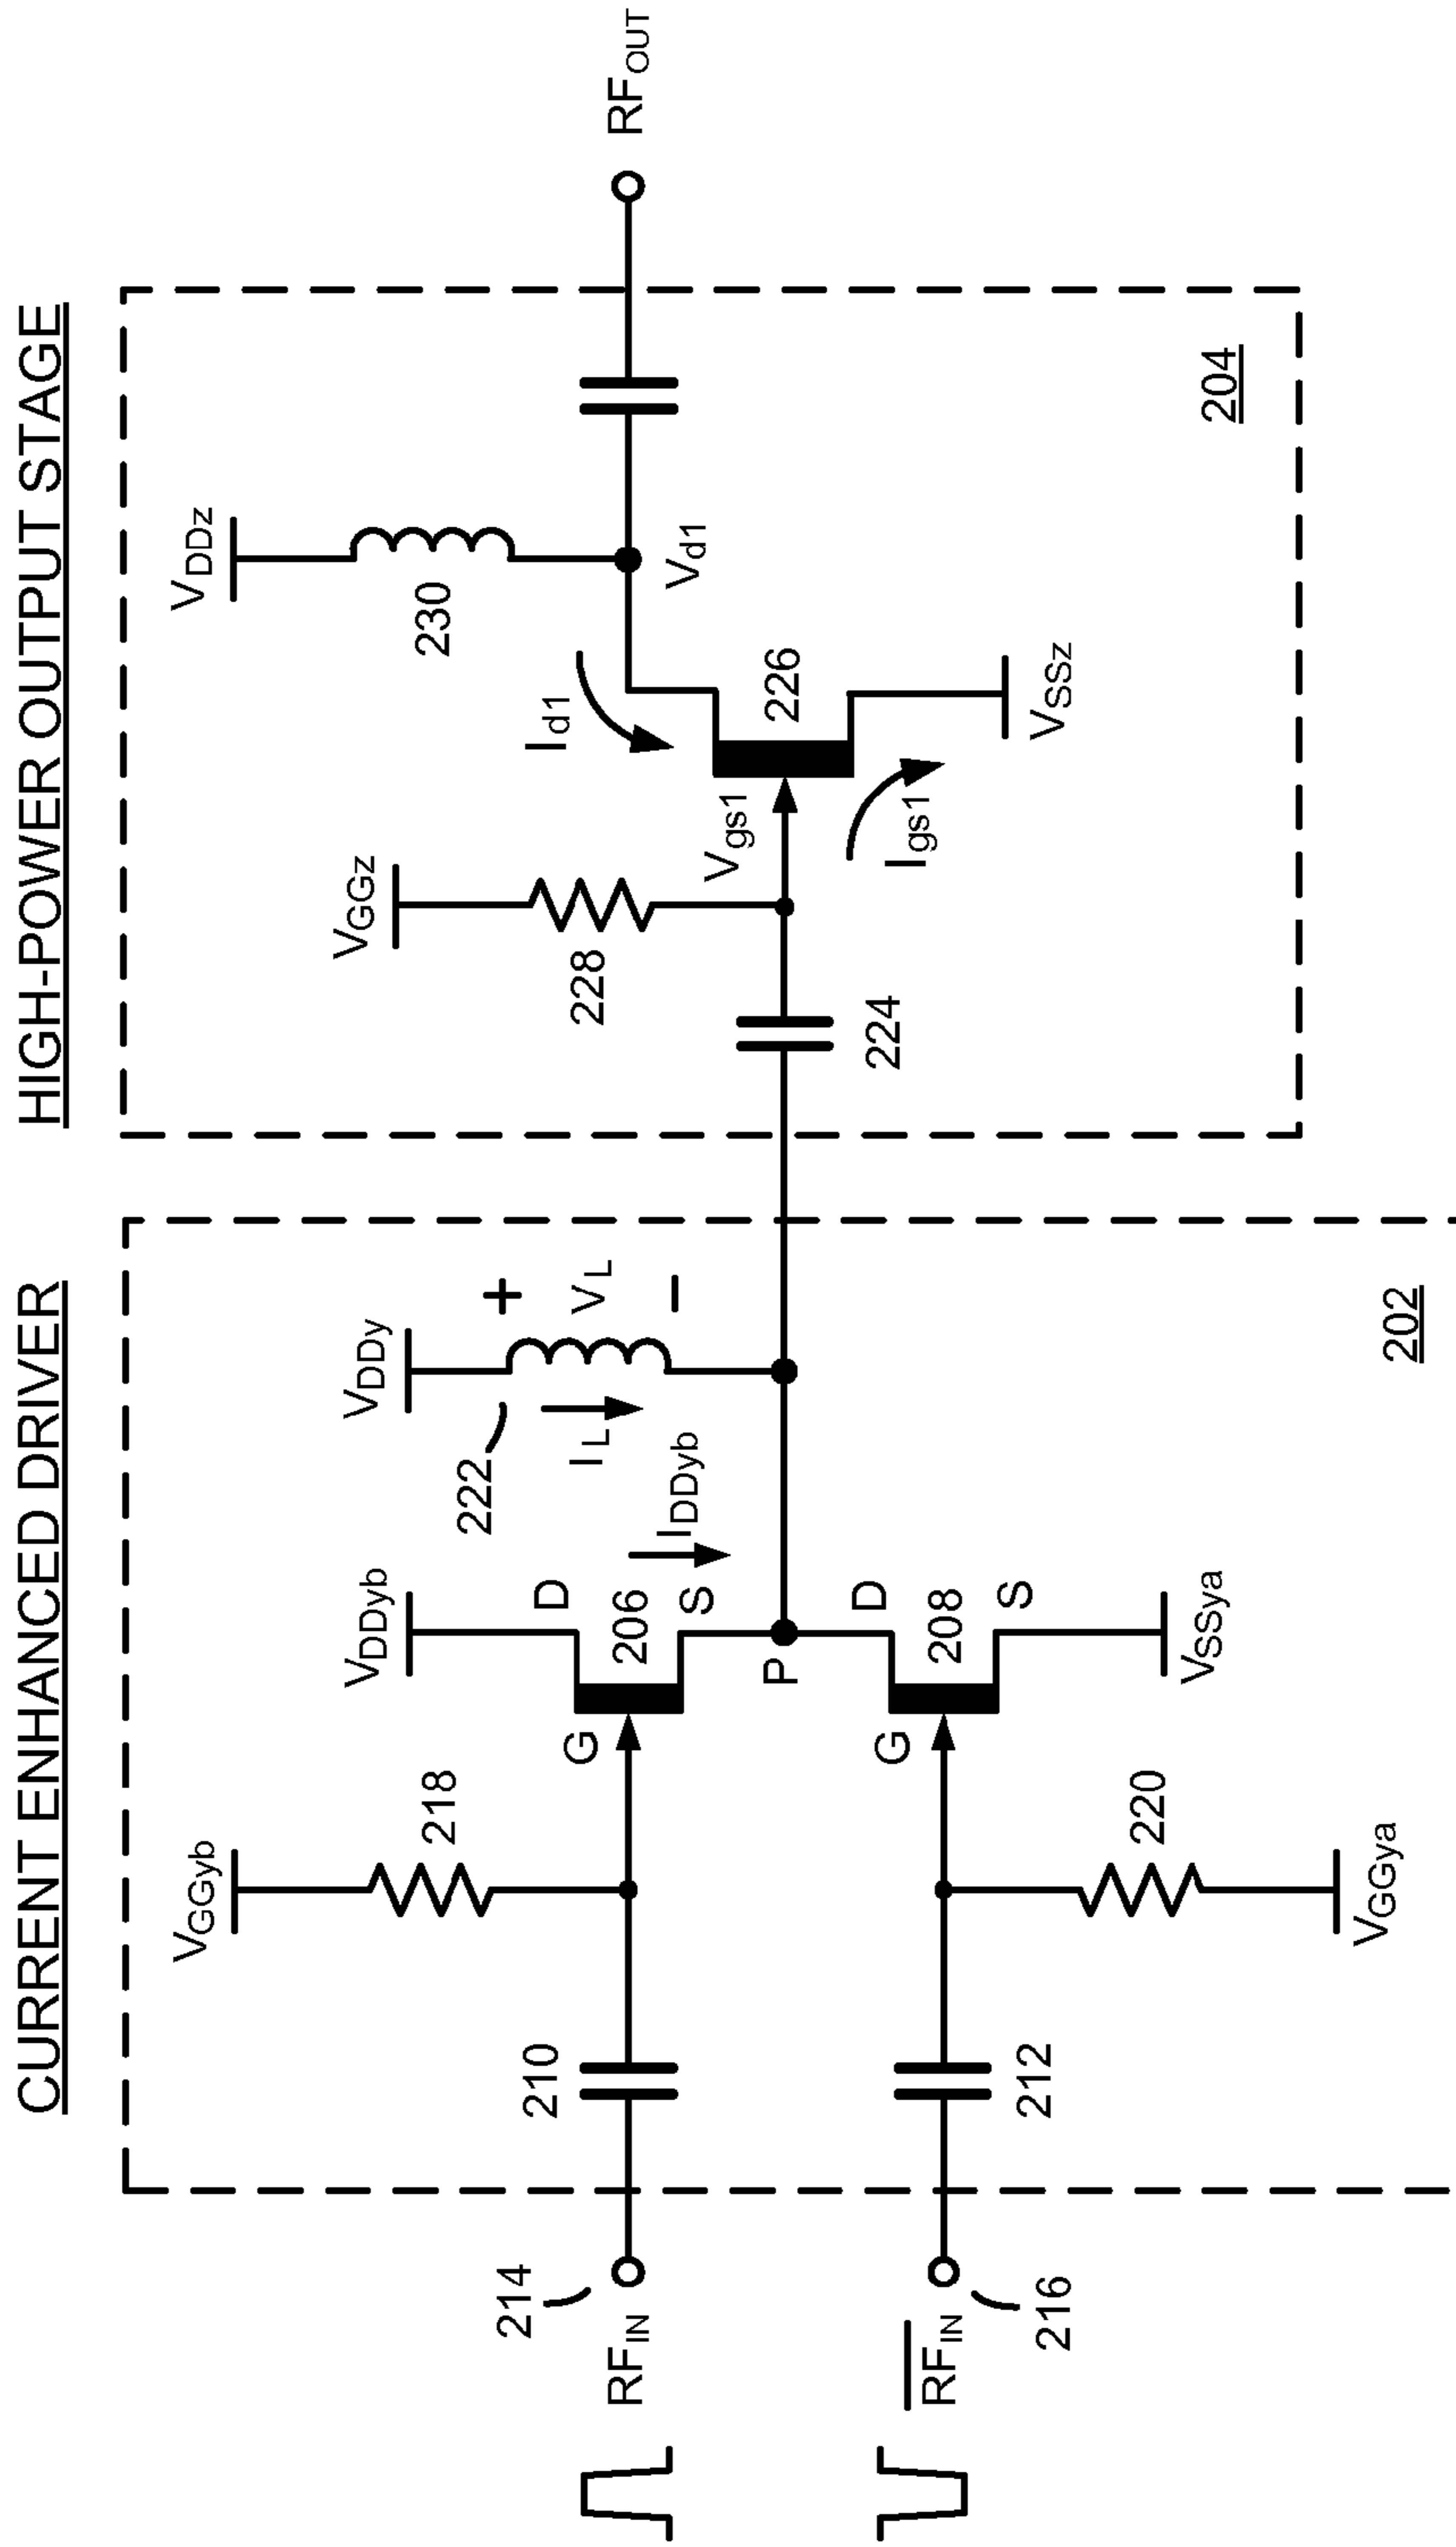 CURRENT ENHANCED DRIVER
HIGH-POWER OUTPUT STAGE
V_GGyb
218
V_DDyb
D
G
206
S
I_DDyb
V_DDy
222
I_L
+
V_L
−
P
214
RF_IN
210
216
R̅F̅_IN
212
G
D
208
S
220
V_GGya
V_SSya
202
V_GGz
228
224
V_gs1
I_gs1
226
I_d1
V_DDz
230
V_d1
V_SSz
204
RF_OUT